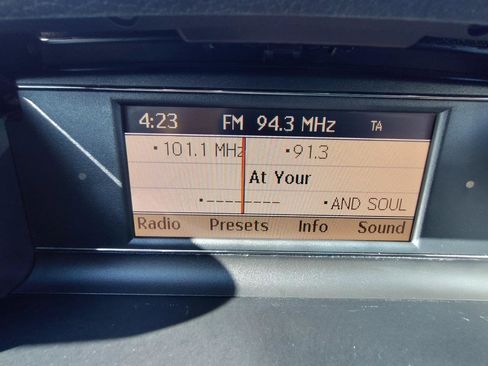 4:23 FM 94.3 MHz TA
•101.1 MHz •91.3
At Your
•-------- •AND SOUL
Radio Presets Info Sound